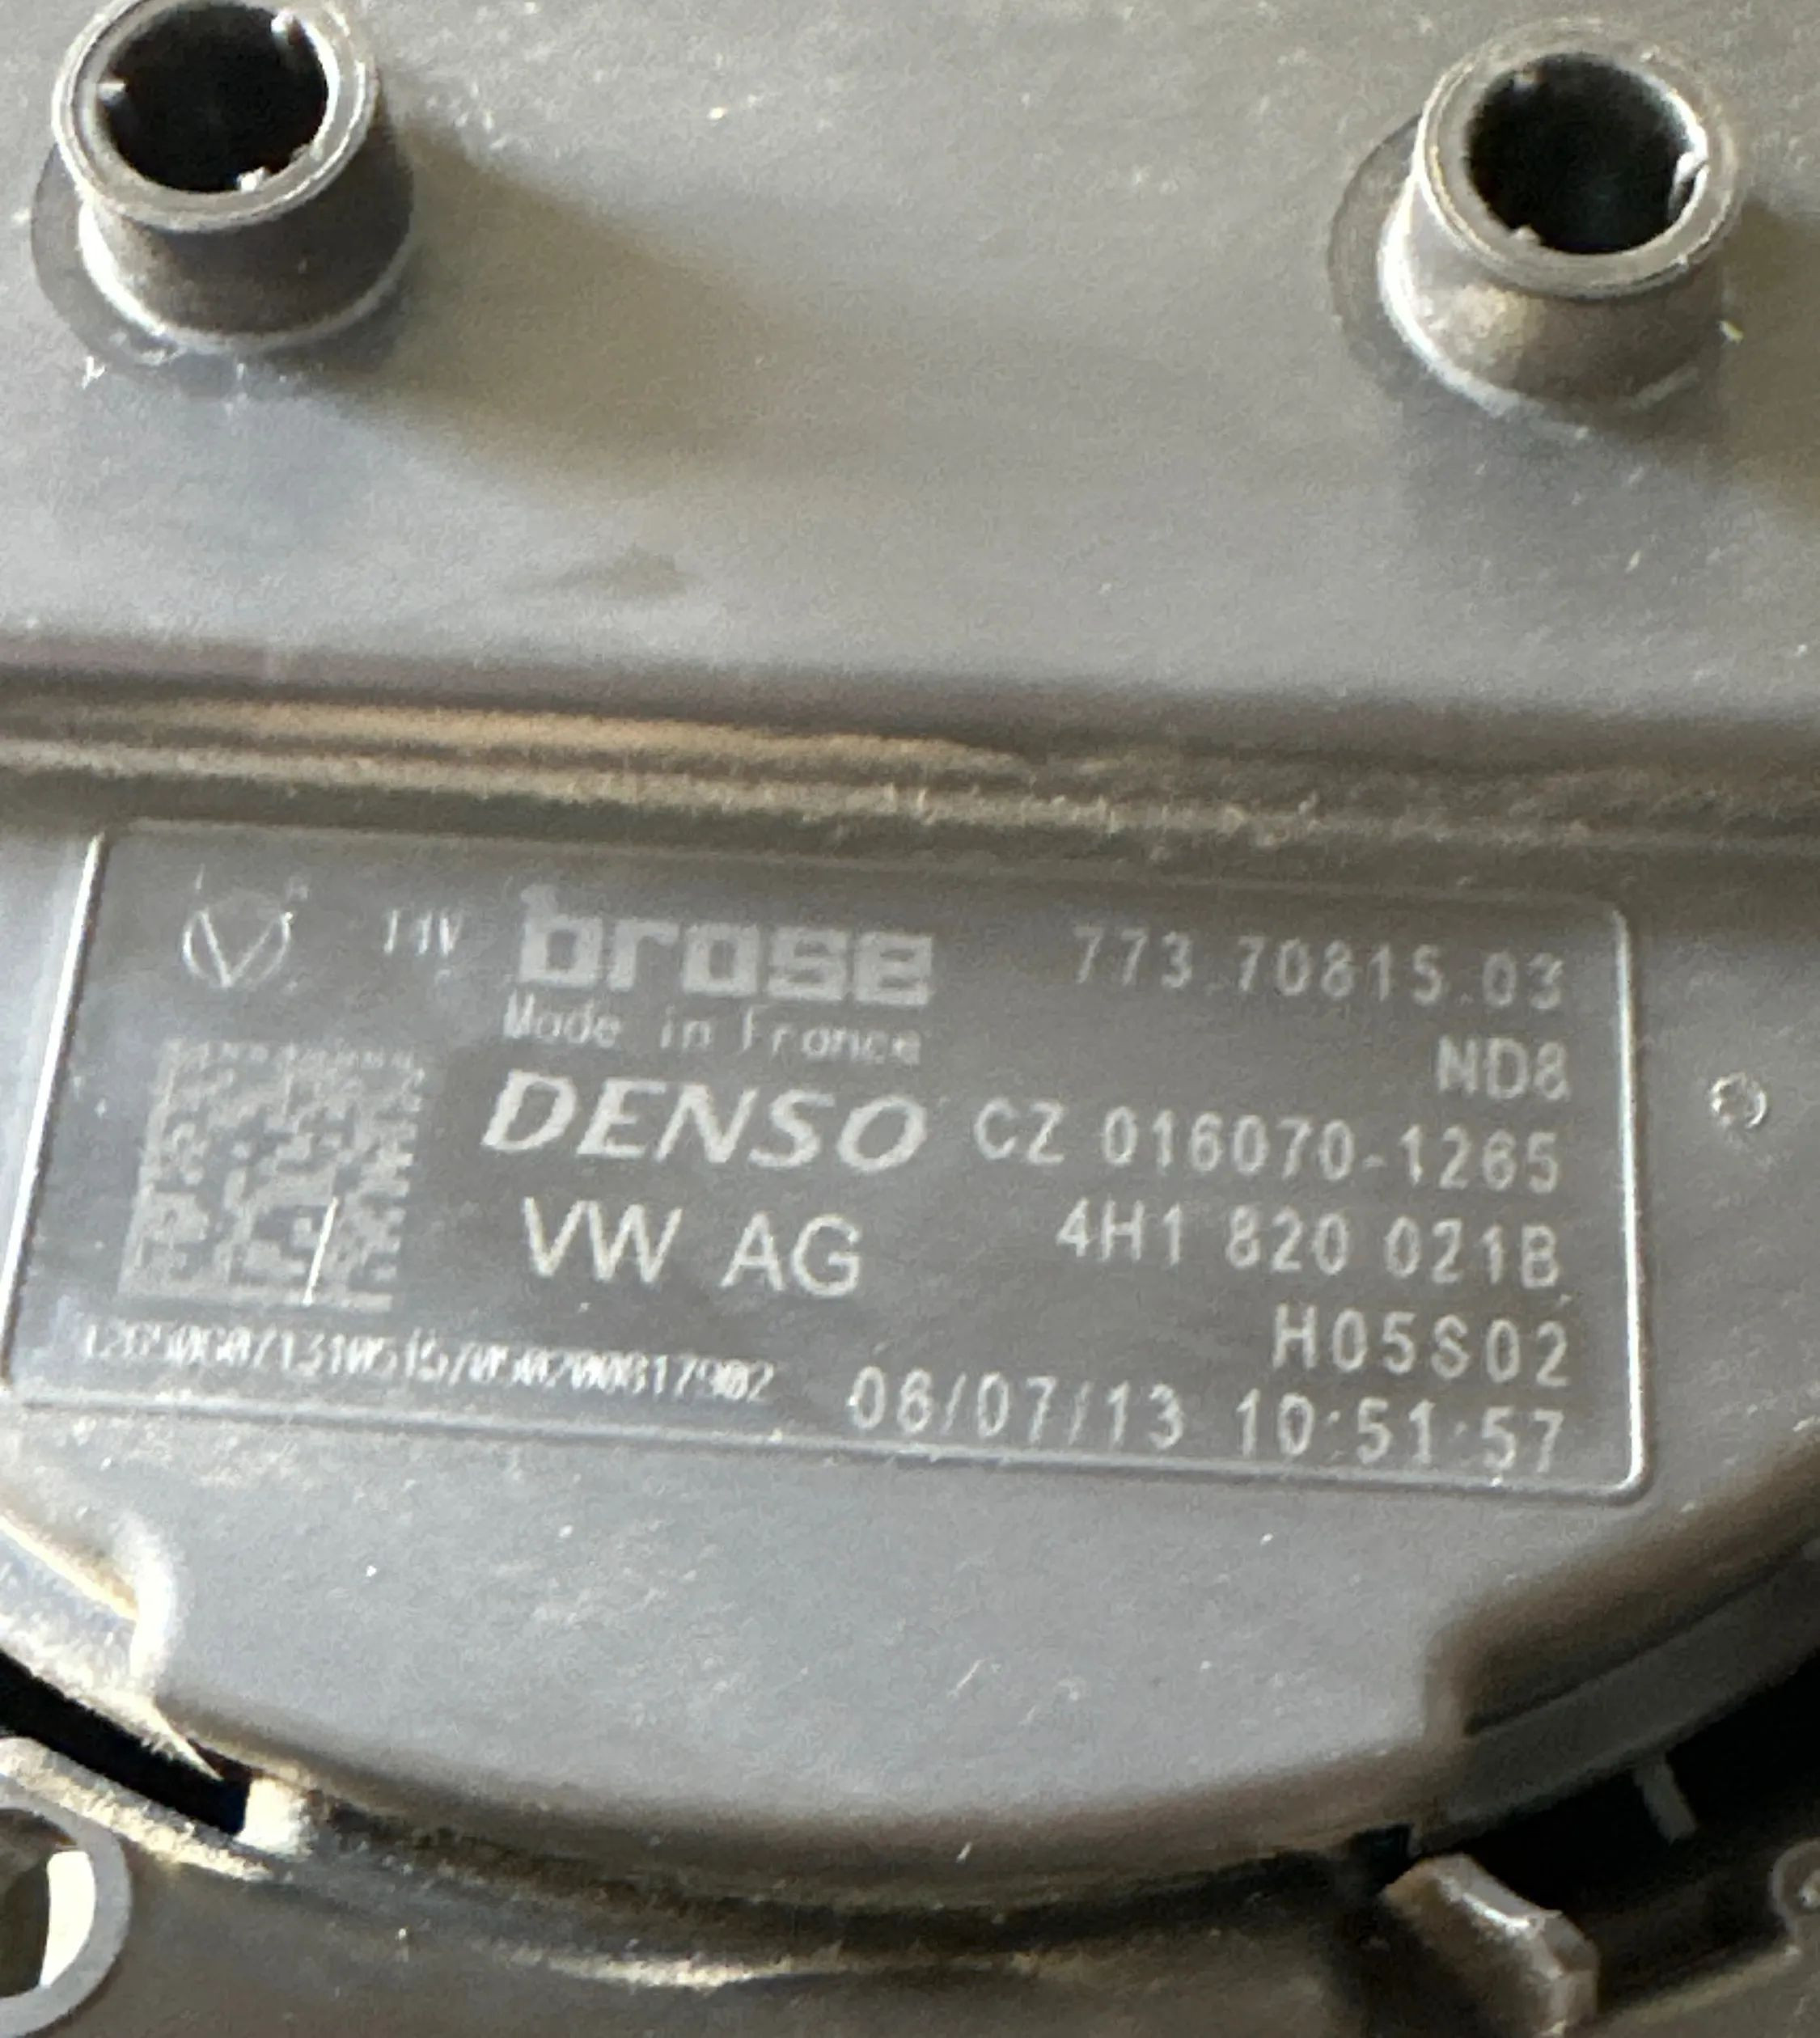 14V brose 773.70815.03
Made in France
ND8
DENSO CZ 016070-1265
VW AG 4H1 820 021B
H05S02
06/07/13 10:51:57